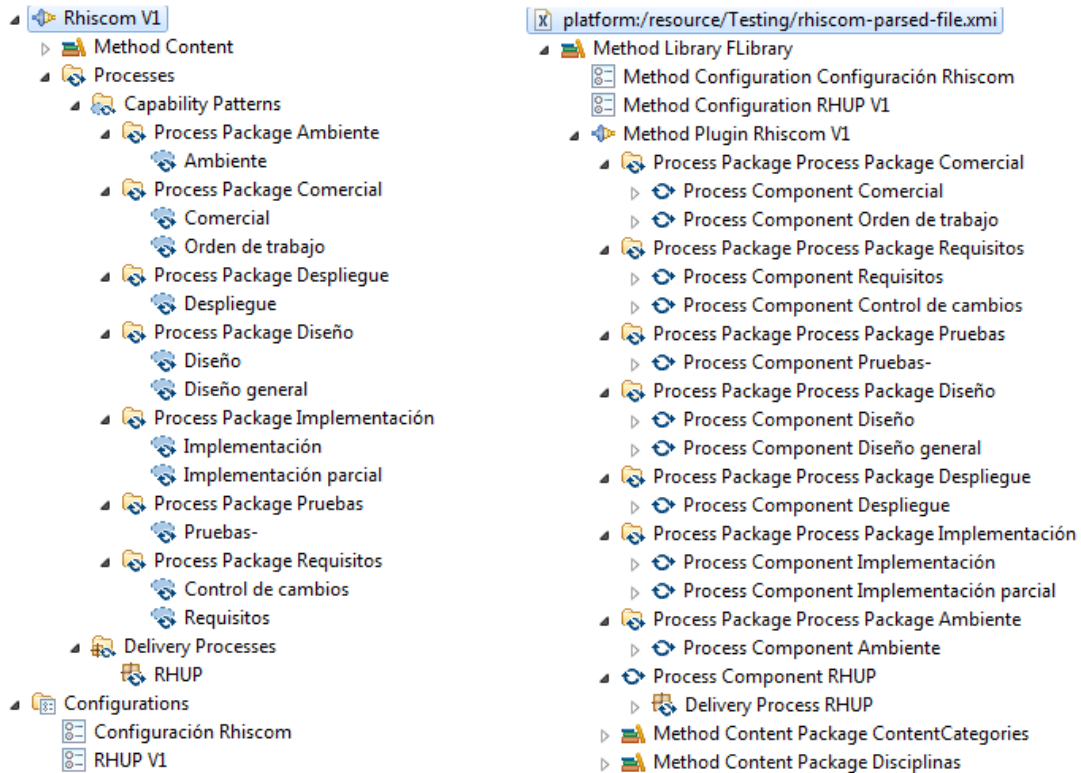 Rhiscom V1
Method Content
Processes
Capability Patterns
Process Package Ambiente
Ambiente
Process Package Comercial
Comercial
Orden de trabajo
Process Package Despliegue
Despliegue
Process Package Diseño
Diseño
Diseño general
Process Package Implementación
Implementación
Implementación parcial
Process Package Pruebas
Pruebas-
Process Package Requisitos
Control de cambios
Requisitos
Delivery Processes
RHUP
Configurations
Configuración Rhiscom
RHUP V1
platform:/resource/Testing/rhiscom-parsed-file.xmi
Method Library FLibrary
Method Configuration Configuración Rhiscom
Method Configuration RHUP V1
Method Plugin Rhiscom V1
Process Package Process Package Comercial
Process Component Comercial
Process Component Orden de trabajo
Process Package Process Package Requisitos
Process Component Requisitos
Process Component Control de cambios
Process Package Process Package Pruebas
Process Component Pruebas-
Process Package Process Package Diseño
Process Component Diseño
Process Component Diseño general
Process Package Process Package Despliegue
Process Component Despliegue
Process Package Process Package Implementación
Process Component Implementación
Process Component Implementación parcial
Process Package Process Package Ambiente
Process Component Ambiente
Process Component RHUP
Delivery Process RHUP
Method Content Package ContentCategories
Method Content Package Disciplinas